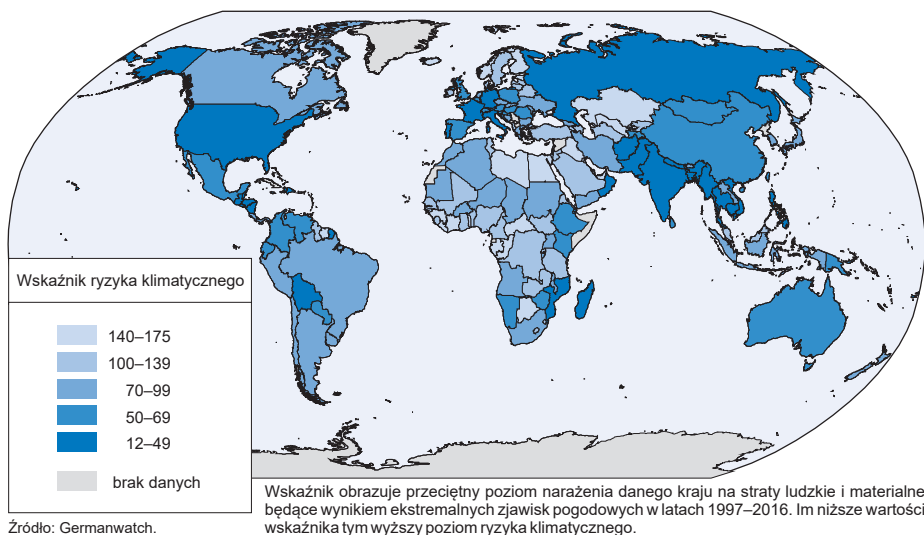 Wskaźnik ryzyka klimatycznego
140–175
100–139
70–99
50–69
12–49
brak danych
Źródło: Germanwatch.
Wskaźnik obrazuje przeciętny poziom narażenia danego kraju na straty ludzkie i materialne
będące wynikiem ekstremalnych zjawisk pogodowych w latach 1997–2016. Im niższe wartości
wskaźnika tym wyższy poziom ryzyka klimatycznego.